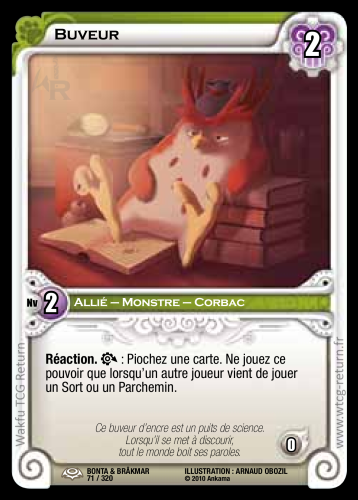 BUVEUR
2
WR
Nv 2 ALLIÉ – MONSTRE – CORBAC
Réaction. : Piochez une carte. Ne jouez ce
pouvoir que lorsqu'un autre joueur vient de jouer
un Sort ou un Parchemin.
Ce buveur d'encre est un puits de science.
Lorsqu'il se met à discourir,
tout le monde boit ses paroles.
0
Wakfu TCG Return
www.wtcg-return.fr
BONTA & BRÂKMAR
71 / 320
ILLUSTRATION : ARNAUD OBOZIL
© 2010 Ankama